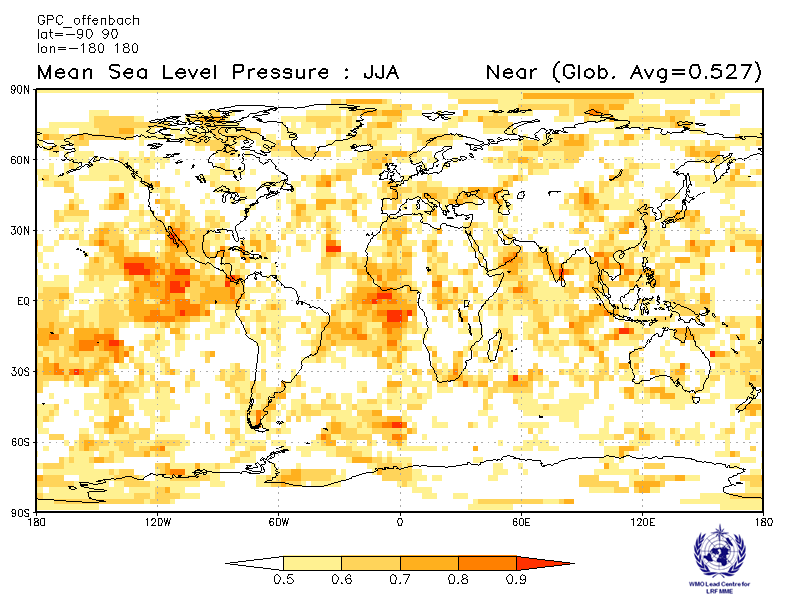 GPC_offenbach
lat=−90 90
lon=−180 180
Mean Sea Level Pressure : JJA Near (Glob. Avg=0.527)
90N
60N
30N
EQ
30S
60S
90S
180 120W 60W 0 60E 120E 180
0.5 0.6 0.7 0.8 0.9
WMO Lead Centre for
LRF MME